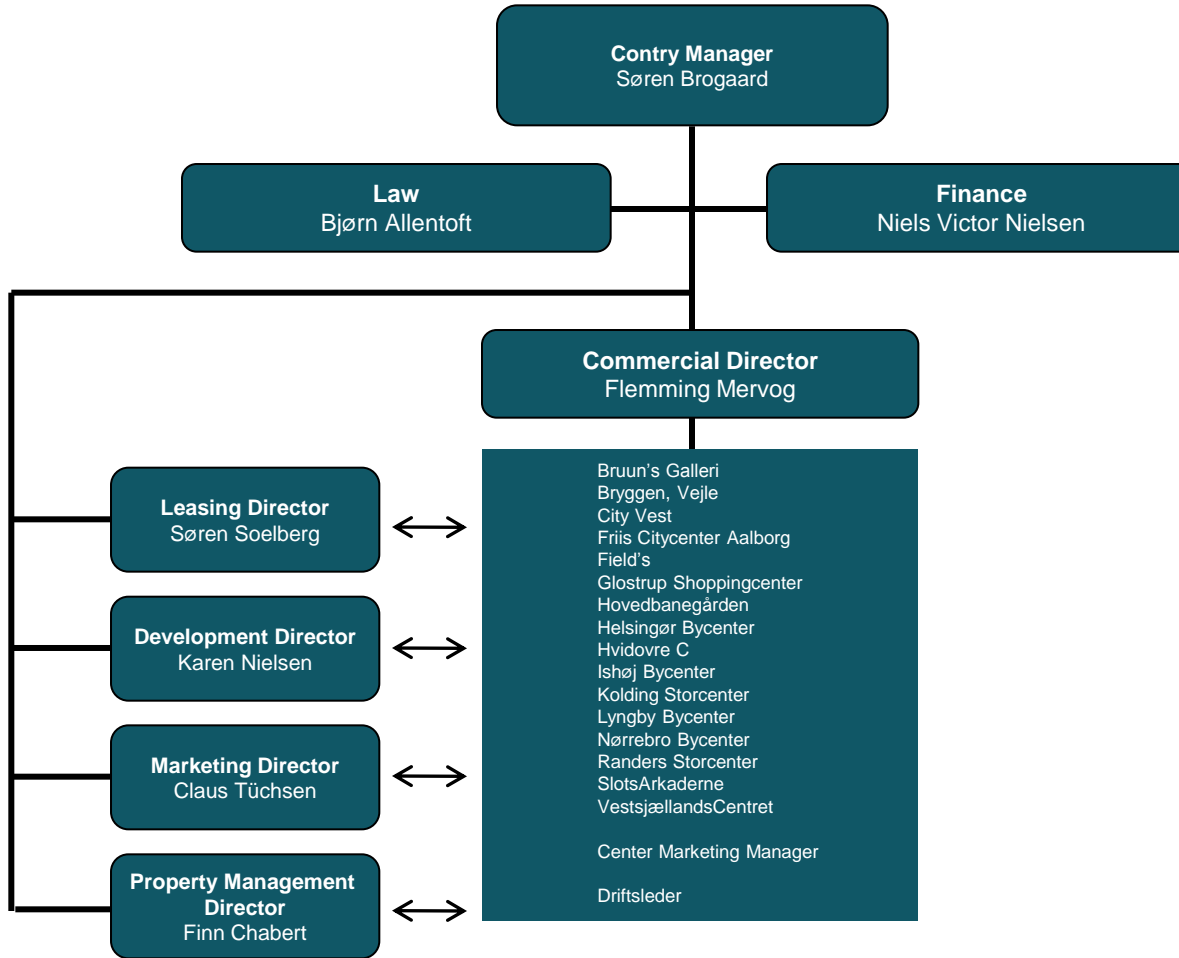 Contry Manager
Søren Brogaard
Law
Bjørn Allentoft
Finance
Niels Victor Nielsen
Commercial Director
Flemming Mervog
Leasing Director
Søren Soelberg
Development Director
Karen Nielsen
Marketing Director
Claus Tüchsen
Property Management
Director
Finn Chabert
Bruun's Galleri
Bryggen, Vejle
City Vest
Friis Citycenter Aalborg
Field's
Glostrup Shoppingcenter
Hovedbanegården
Helsingør Bycenter
Hvidovre C
Ishøj Bycenter
Kolding Storcenter
Lyngby Bycenter
Nørrebro Bycenter
Randers Storcenter
SlotsArkaderne
VestsjællandsCentret
Center Marketing Manager
Driftsleder